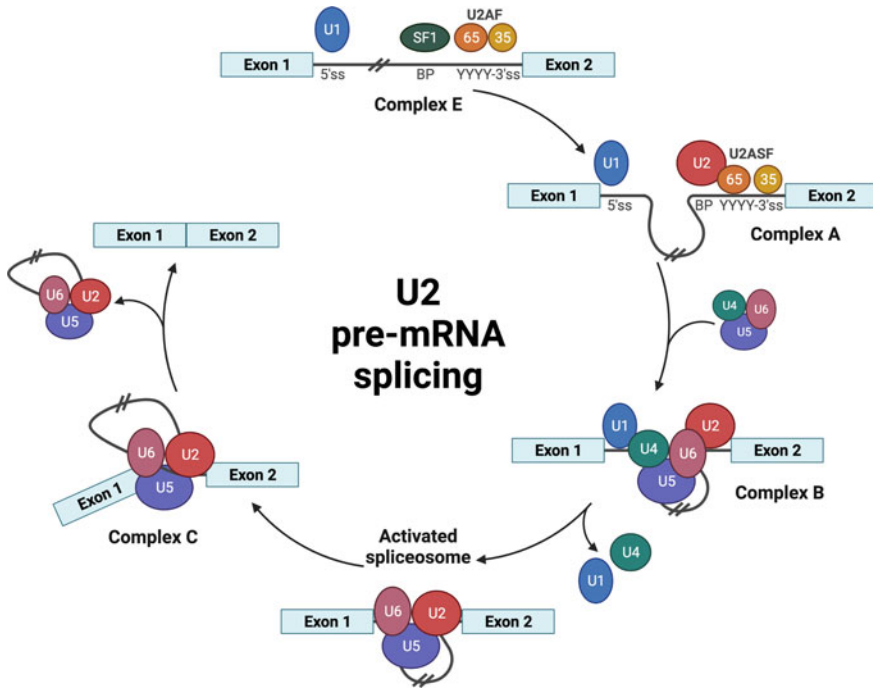 U2AF
U1
SF1
65
35
Exon 1
Exon 2
5'ss
BP
YYYY-3'ss
Complex E
U1
U2
U2ASF
65
35
Exon 1
Exon 2
5'ss
BP
YYYY-3'ss
Complex A
Exon 1
Exon 2
U6
U2
U5
U2
pre-mRNA
splicing
U4
U6
U5
U1
U2
U4
U6
Exon 1
Exon 2
U5
Complex B
U6
U2
Exon 2
Exon 1
U5
Complex C
Activated
spliceosome
U4
U1
U6
U2
Exon 1
Exon 2
U5